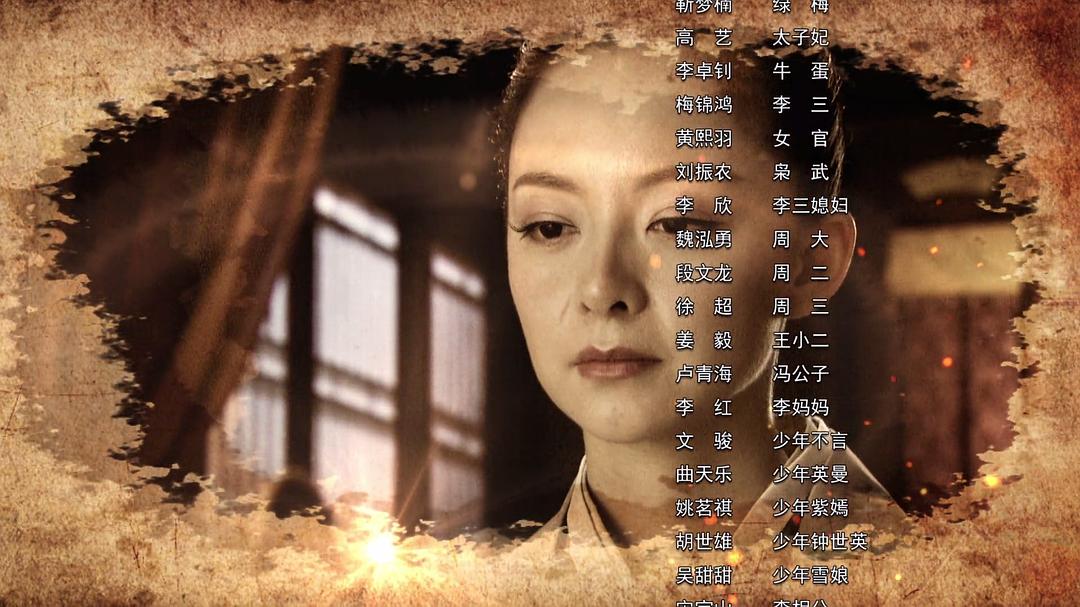 靳梦楠 绿 梅
高 艺 太子妃
李卓钊 牛 蛋
梅锦鸿 李 三
黄熙羽 女 官
刘振农 枭 武
李 欣 李三媳妇
魏泓勇 周 大
段文龙 周 二
徐 超 周 三
姜 毅 王小二
卢青海 冯公子
李 红 李妈妈
文 骏 少年不言
曲天乐 少年英曼
姚茗祺 少年紫嫣
胡世雄 少年钟世英
吴甜甜 少年雪娘